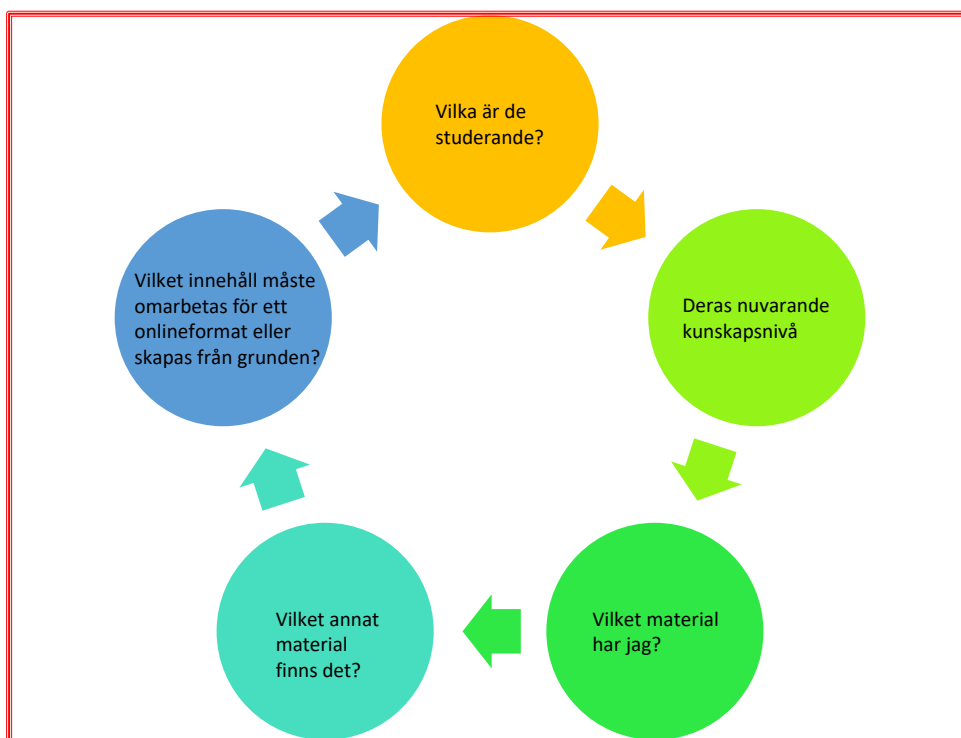 Vilka är de
studerande?
Deras nuvarande
kunskapsnivå
Vilket material
har jag?
Vilket annat
material
finns det?
Vilket innehåll måste
omarbetas för ett
onlineformat eller
skapas från grunden?